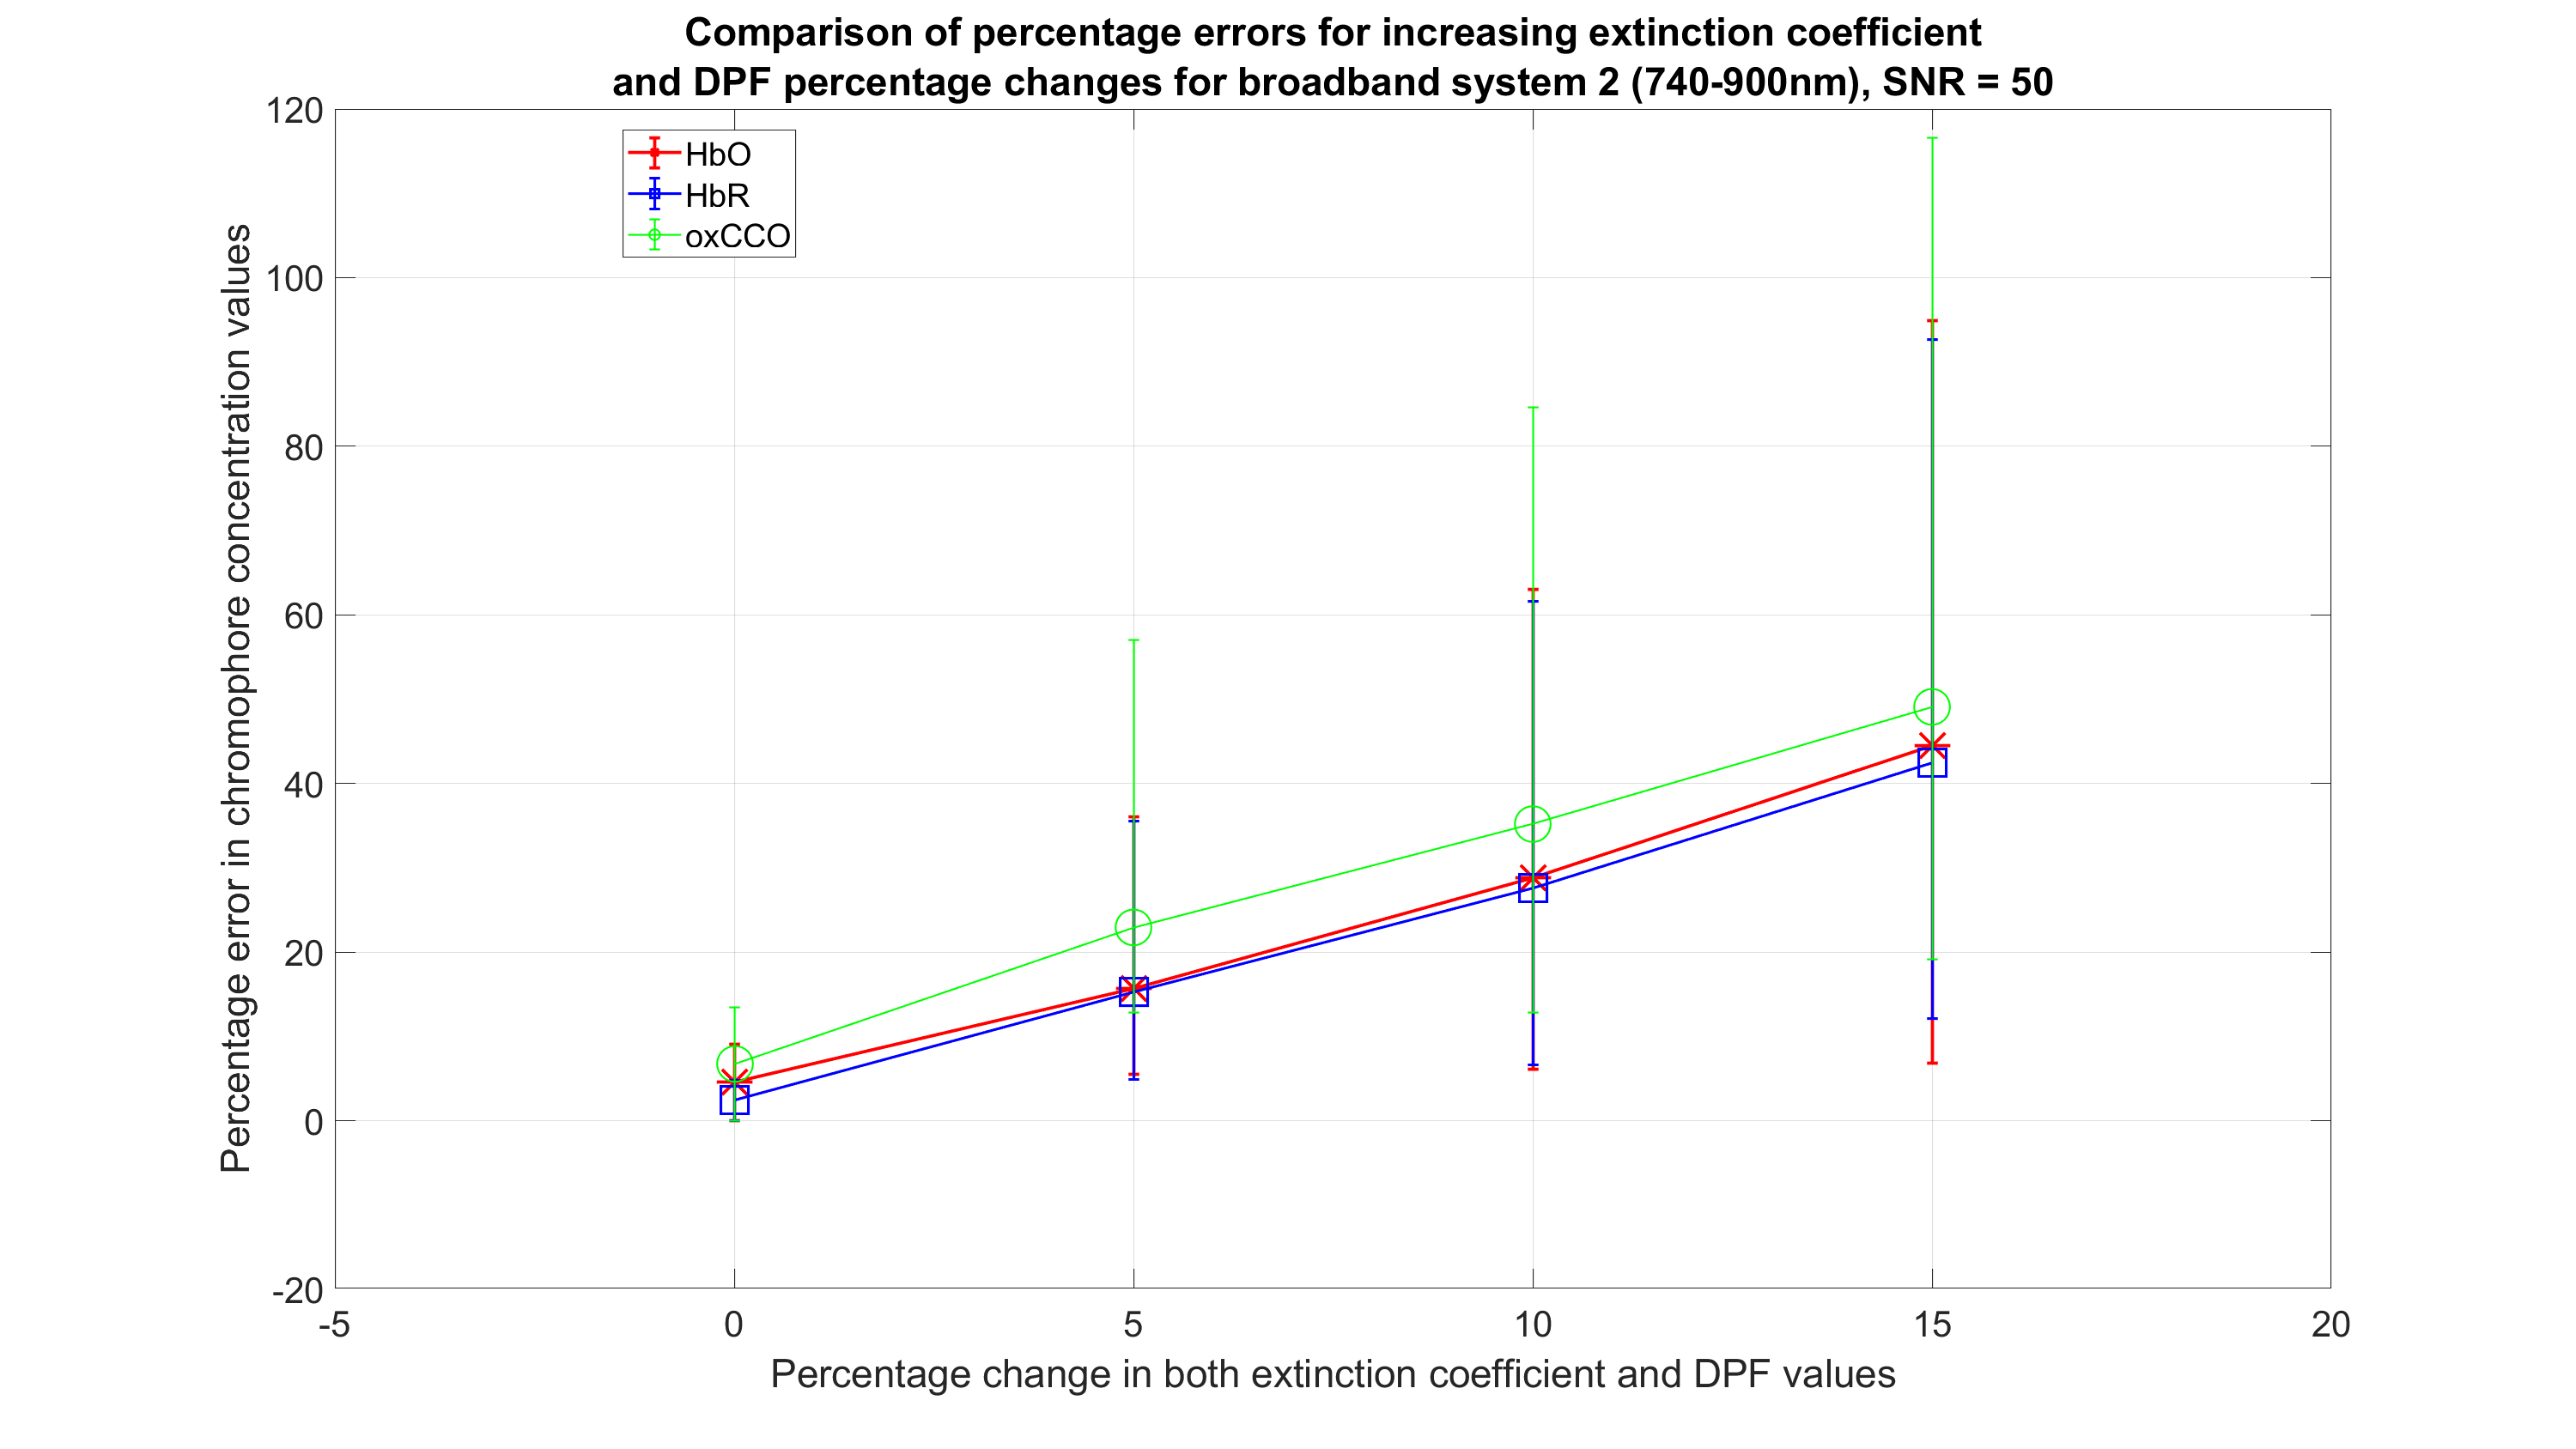 Comparison of percentage errors for increasing extinction coefficient
and DPF percentage changes for broadband system 2 (740-900nm), SNR = 50
HbO
HbR
oxCCO
Percentage error in chromophore concentration values
120
100
80
60
40
20
0
-20
-5
0
5
10
15
20
Percentage change in both extinction coefficient and DPF values